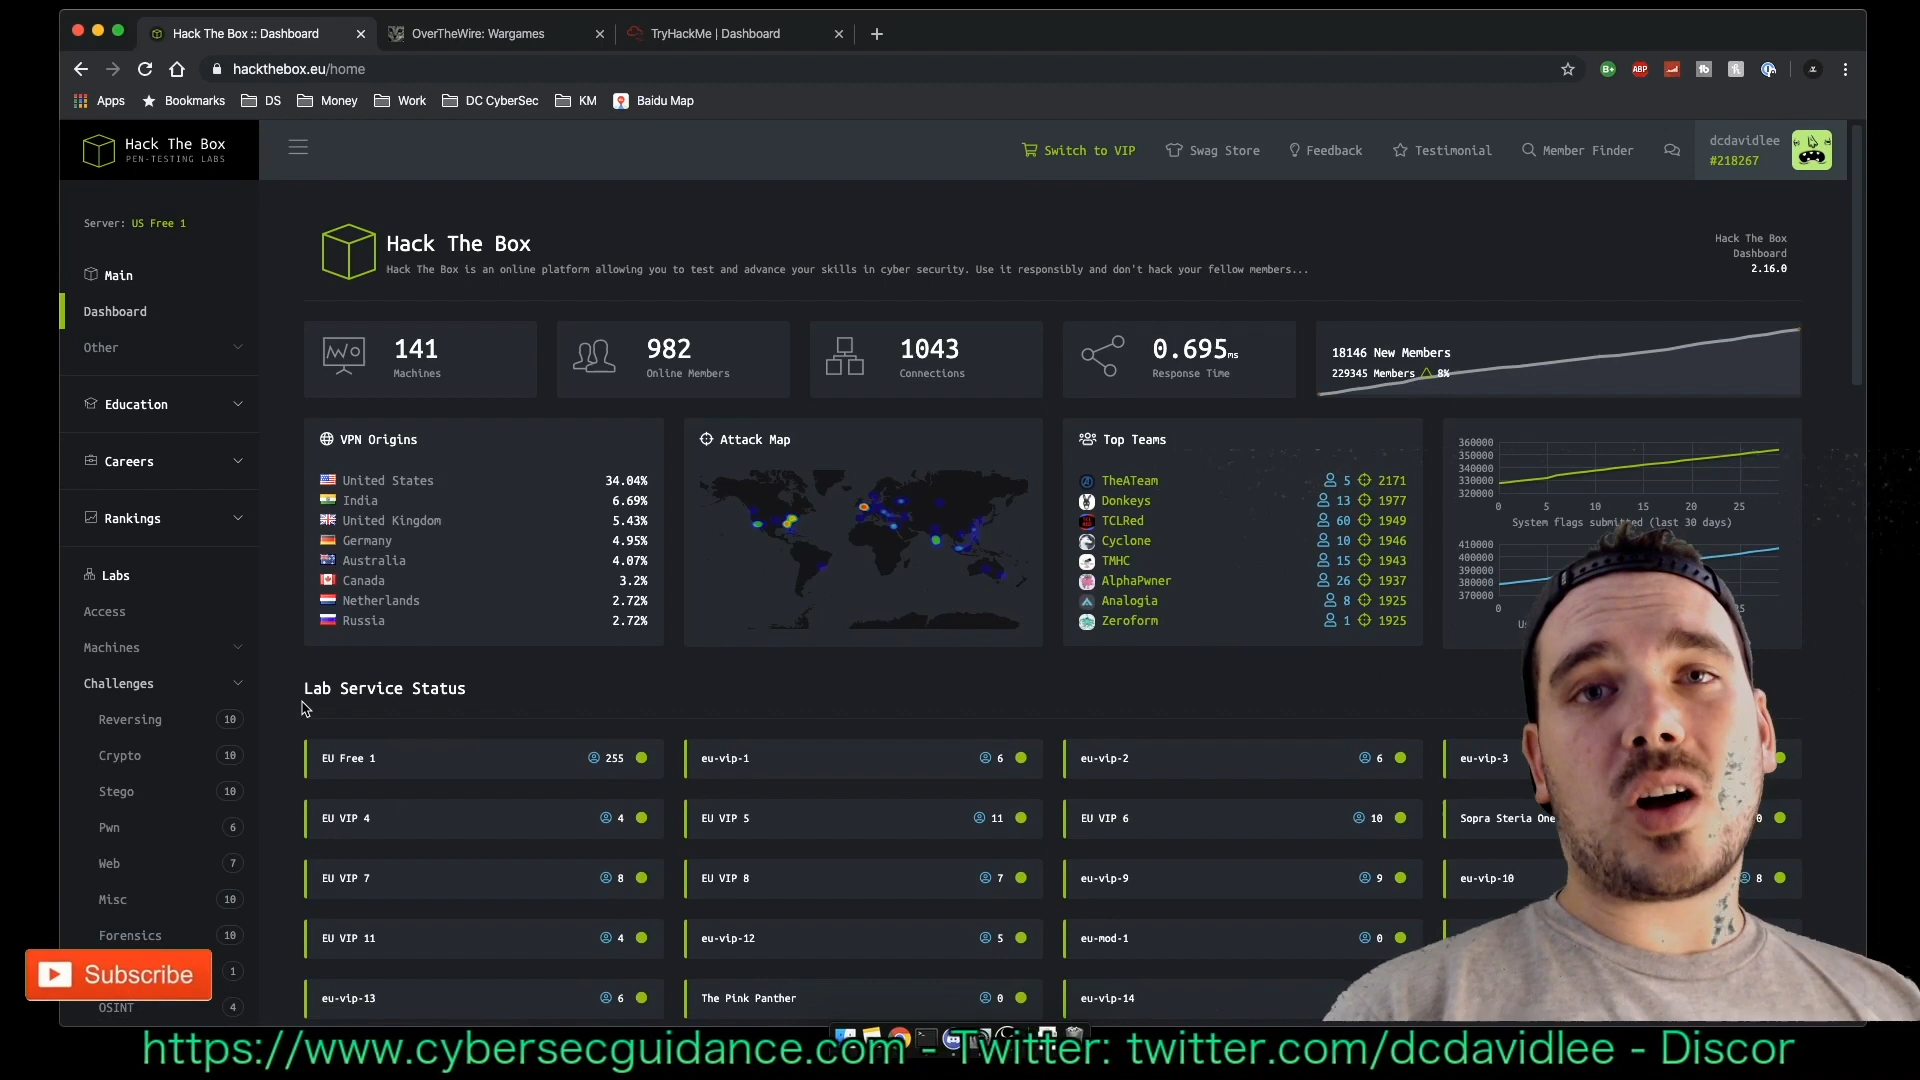 Hack The Box :: Dashboard
OverTheWire: Wargames
TryHackMe | Dashboard
hackthebox.eu/home
Apps
Bookmarks
DS
Money
Work
DC CyberSec
KM
Baidu Map
Hack The Box
PEN-TESTING LABS
Switch to VIP
Swag Store
Feedback
Testimonial
Member Finder
dcdavidlee
#218267
Server: US Free 1
Main
Dashboard
Other
Education
Careers
Rankings
Labs
Access
Machines
Challenges
Reversing 10
Crypto 10
Stego 10
Pwn 6
Web 7
Misc 10
Forensics 10
1
OSINT 4
Hack The Box
Hack The Box is an online platform allowing you to test and advance your skills in cyber security. Use it responsibly and don't hack your fellow members...
Hack The Box
Dashboard
2.16.0
141
Machines
982
Online Members
1043
Connections
0.695ms
Response Time
18146 New Members
229345 Members 8%
VPN Origins
United States 34.04%
India 6.69%
United Kingdom 5.43%
Germany 4.95%
Australia 4.07%
Canada 3.2%
Netherlands 2.72%
Russia 2.72%
Attack Map
Top Teams
TheATeam 5 2171
Donkeys 13 1977
TCLRed 60 1949
Cyclone 10 1946
TMHC 15 1943
AlphaPwner 26 1937
Analogia 8 1925
Zeroform 1 1925
360000
350000
340000
330000
320000
0 5 10 15 20 25
System flags submitted (last 30 days)
410000
400000
390000
380000
370000
0
Lab Service Status
EU Free 1 255
eu-vip-1 6
eu-vip-2 6
eu-vip-3
EU VIP 4 4
EU VIP 5 11
EU VIP 6 10
Sopra Steria One 0
EU VIP 7 8
EU VIP 8 7
eu-vip-9 9
eu-vip-10 8
EU VIP 11 4
eu-vip-12 5
eu-mod-1 0
eu-vip-13 6
The Pink Panther 0
eu-vip-14
Subscribe
https://www.cybersecguidance.com - Twitter: twitter.com/dcdavidlee - Discor